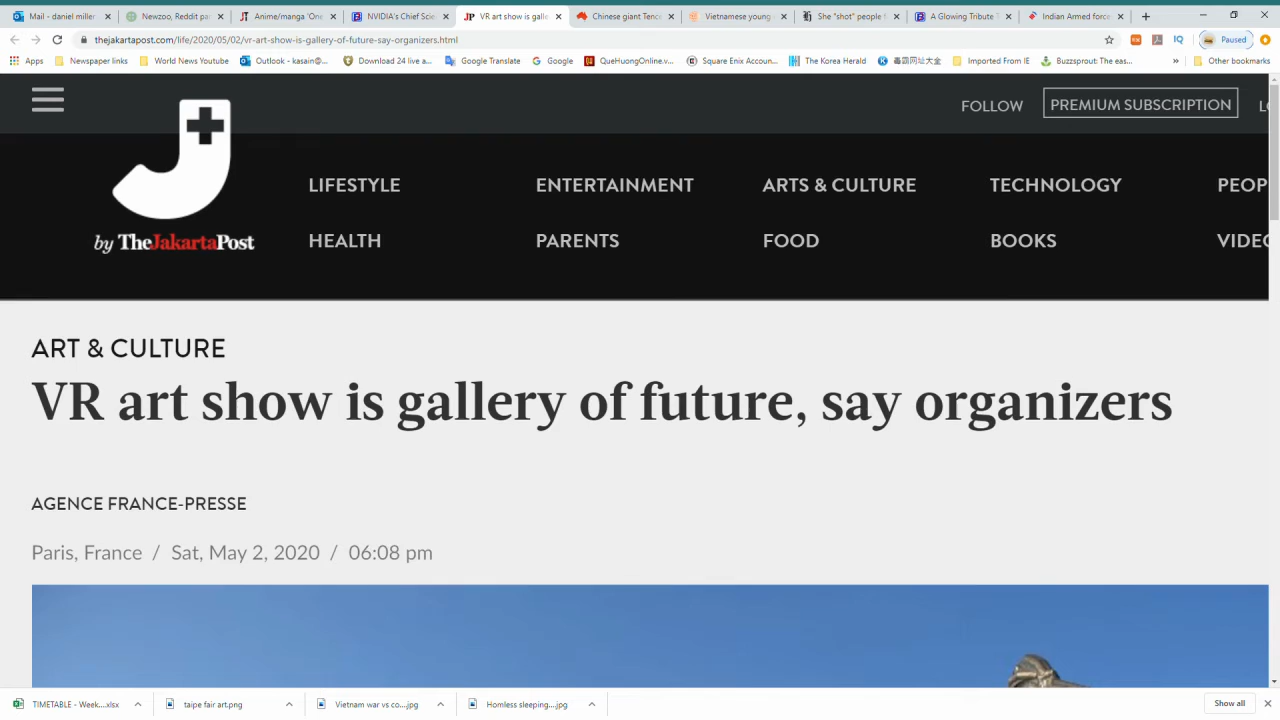 Mail - daniel miller
Newzoo, Reddit pa
Anime/manga 'One
NVIDIA's Chief Scie
JP VR art show is galle
Chinese giant Tenc
Vietnamese young
She "shot" people f
A Glowing Tribute T
Indian Armed force
thejakartapost.com/life/2020/05/02/vr-art-show-is-gallery-of-future-say-organizers.html
IQ
Paused
Apps
Newspaper links
World News Youtube
Outlook - kasain@...
Download 24 live a...
Google Translate
Google
QueHuongOnline.v...
Square Enix Accoun...
The Korea Herald
Imported From IE
Buzzsprout: The eas...
»
Other bookmarks
FOLLOW
PREMIUM SUBSCRIPTION
LO
by TheJakartaPost
LIFESTYLE
ENTERTAINMENT
ARTS & CULTURE
TECHNOLOGY
PEOP
HEALTH
PARENTS
FOOD
BOOKS
VIDEO
ART & CULTURE
VR art show is gallery of future, say organizers
AGENCE FRANCE-PRESSE
Paris, France / Sat, May 2, 2020 / 06:08 pm
TIMETABLE - Week....xlsx
taipe fair art.png
Vietnam war vs co....jpg
Homless sleeping....jpg
Show all